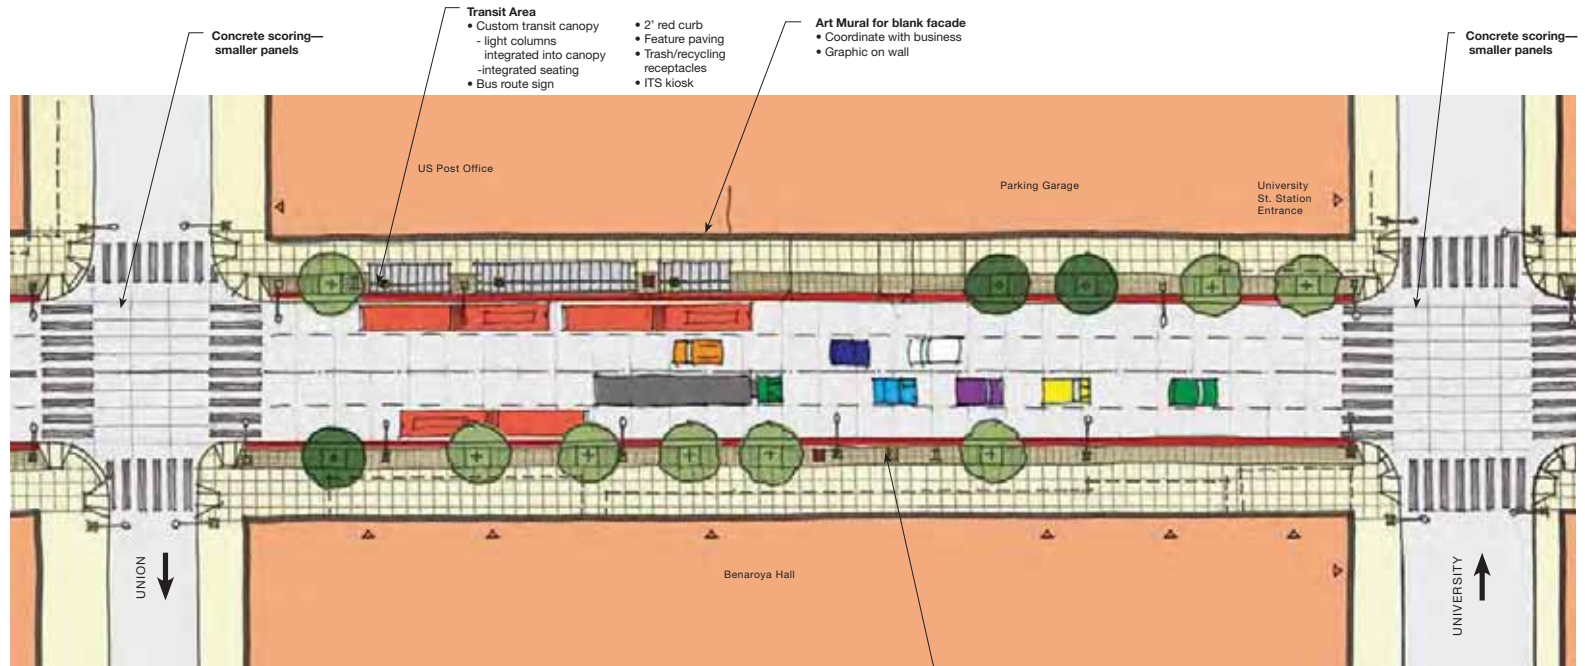 Concrete scoring—
smaller panels
Transit Area
• Custom transit canopy
- light columns
integrated into canopy
-integrated seating
• Bus route sign
• 2’ red curb
• Feature paving
• Trash/recycling
receptacles
• ITS kiosk
Art Mural for blank facade
• Coordinate with business
• Graphic on wall
Concrete scoring—
smaller panels
US Post Office
Parking Garage
University
St. Station
Entrance
Benaroya Hall
UNION
UNIVERSITY